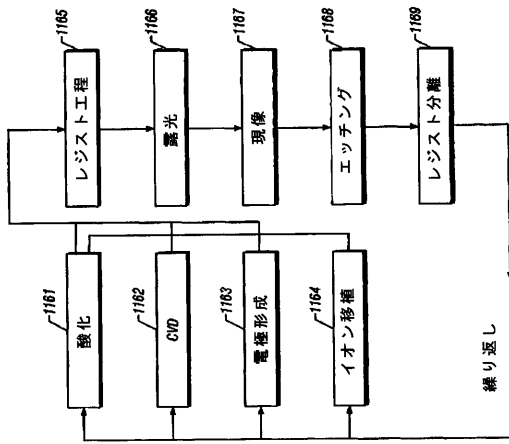 1161
酸化
1162
CVD
1163
電極形成
1164
イオン移植
1165
レジスト工程
1166
露光
1167
現像
1168
エッチング
1169
レジスト分離
繰り返し